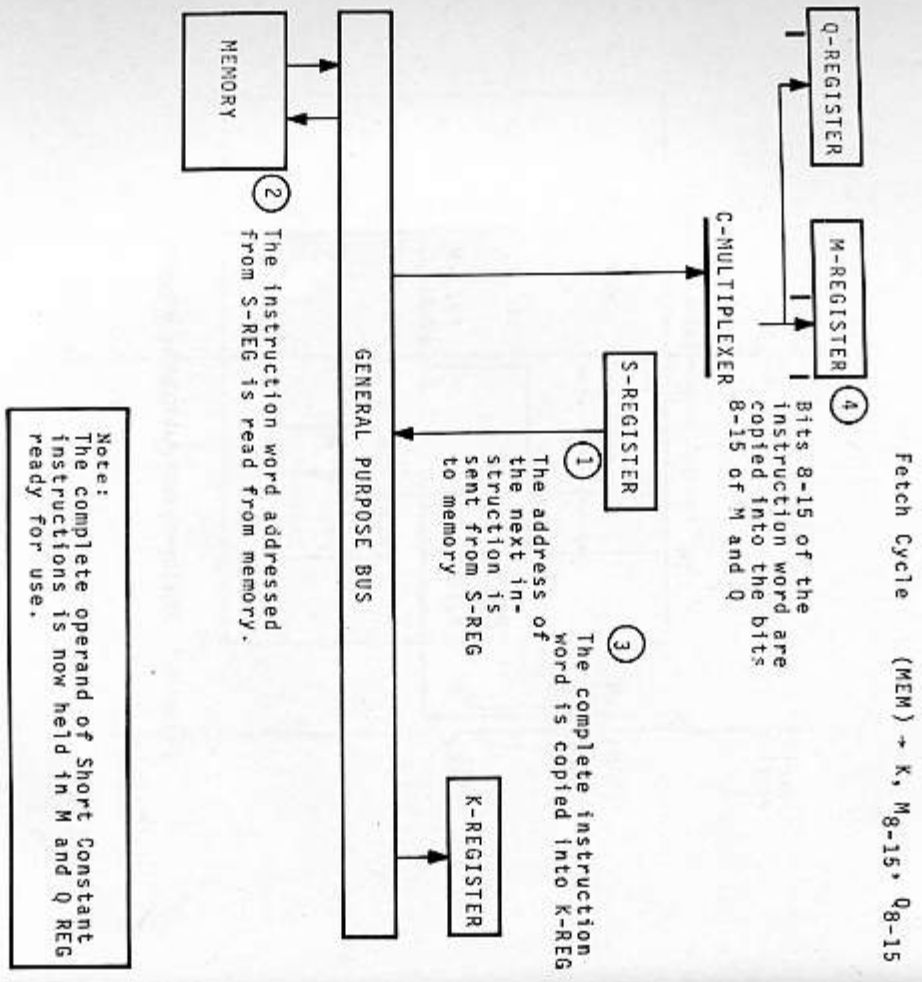 Fetch Cycle (MEM) → K, M8-15, Q8-15
Q-REGISTER
M-REGISTER
4
Bits 8-15 of the
instruction word are
copied into the bits
8-15 of M and Q
C-MULTIPLEXER
S-REGISTER
1
The address of
the next in-
struction is
sent from S-REG
to memory
3
The complete instruction
word is copied into K-REG
K-REGISTER
GENERAL PURPOSE BUS
MEMORY
2
The instruction word addressed
from S-REG is read from memory.
Note:
The complete operand of Short Constant
instructions is now held in M and Q REG
ready for use.